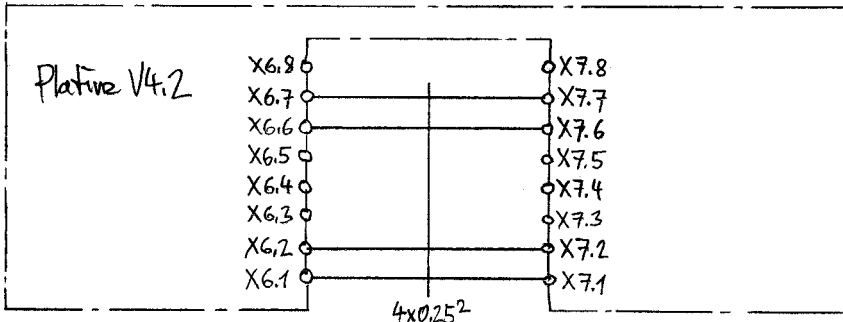 Platine V4.2
X6.8 X7.8
X6.7 X7.7
X6.6 X7.6
X6.5 X7.5
X6.4 X7.4
X6.3 X7.3
X6.2 X7.2
X6.1 X7.1
4x0.25²